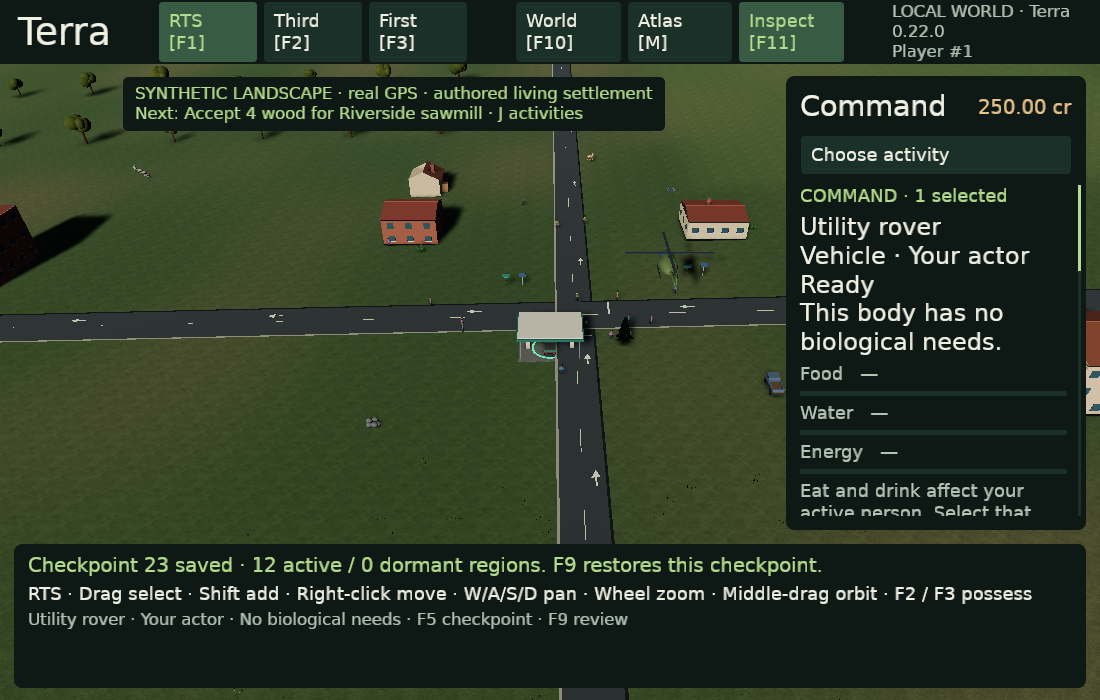 Terra
RTS
[F1]
Third
[F2]
First
[F3]
World
[F10]
Atlas
[M]
Inspect
[F11]
LOCAL WORLD · Terra
0.22.0
Player #1
SYNTHETIC LANDSCAPE · real GPS · authored living settlement
Next: Accept 4 wood for Riverside sawmill · J activities
Command 250.00 cr
Choose activity
COMMAND · 1 selected
Utility rover
Vehicle · Your actor
Ready
This body has no
biological needs.
Food —
Water —
Energy —
Eat and drink affect your
active person. Select that
Checkpoint 23 saved · 12 active / 0 dormant regions. F9 restores this checkpoint.
RTS · Drag select · Shift add · Right-click move · W/A/S/D pan · Wheel zoom · Middle-drag orbit · F2 / F3 possess
Utility rover · Your actor · No biological needs · F5 checkpoint · F9 review